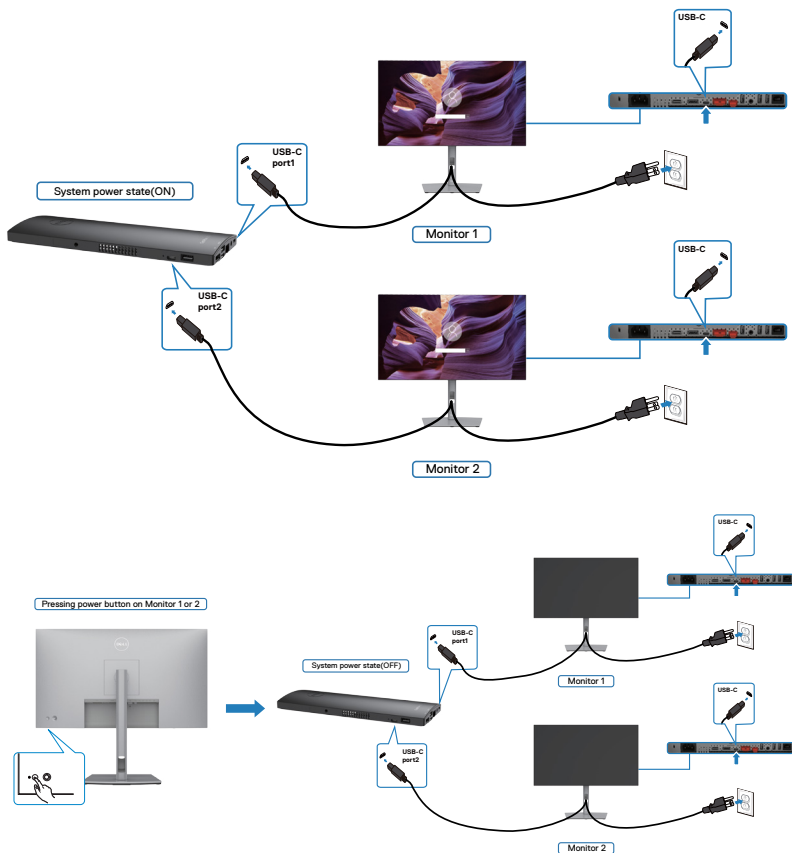 USB-C
USB-C
port1
System power state(ON)
Monitor 1
USB-C
USB-C
port2
Monitor 2
USB-C
Pressing power button on Monitor 1 or 2
USB-C
port1
DELL
System power state(OFF)
Monitor 1
USB-C
USB-C
port2
Monitor 2